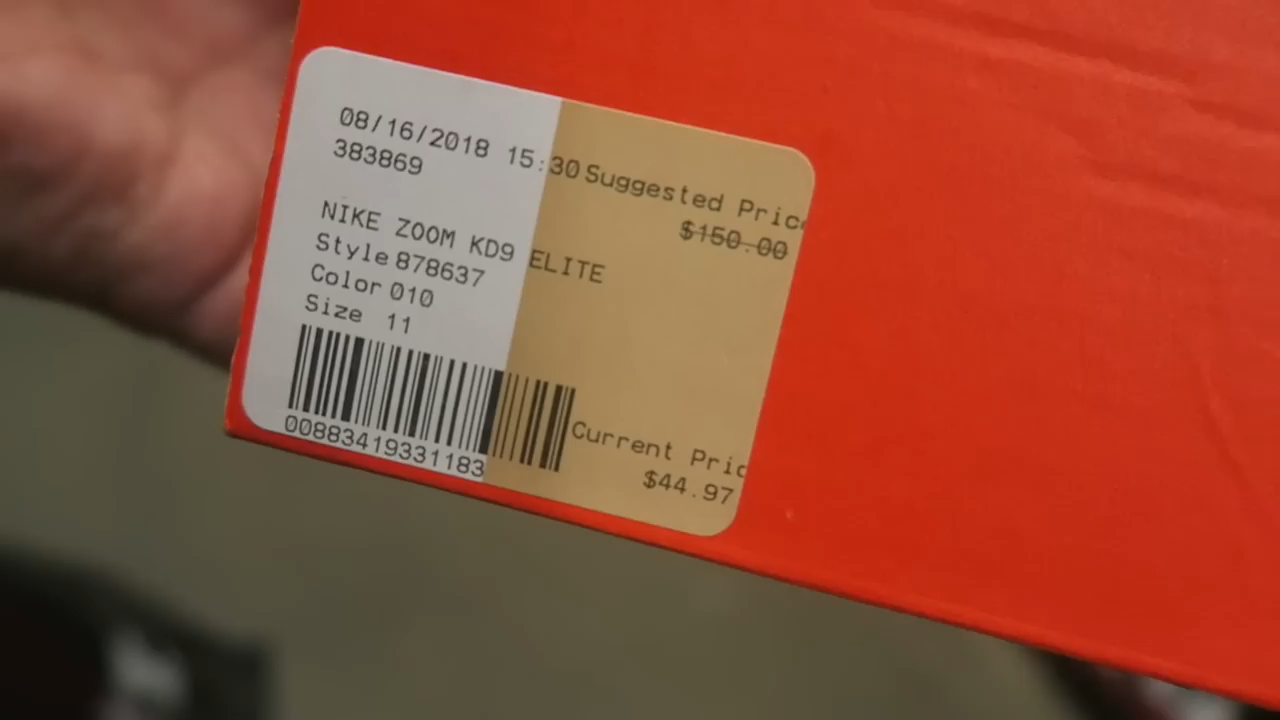 08/16/2018 15:30 Suggested Price
383869
$150.00
NIKE ZOOM KD9 ELITE
Style 878637
Color 010
Size 11
00883419331183
Current Pric
$44.97